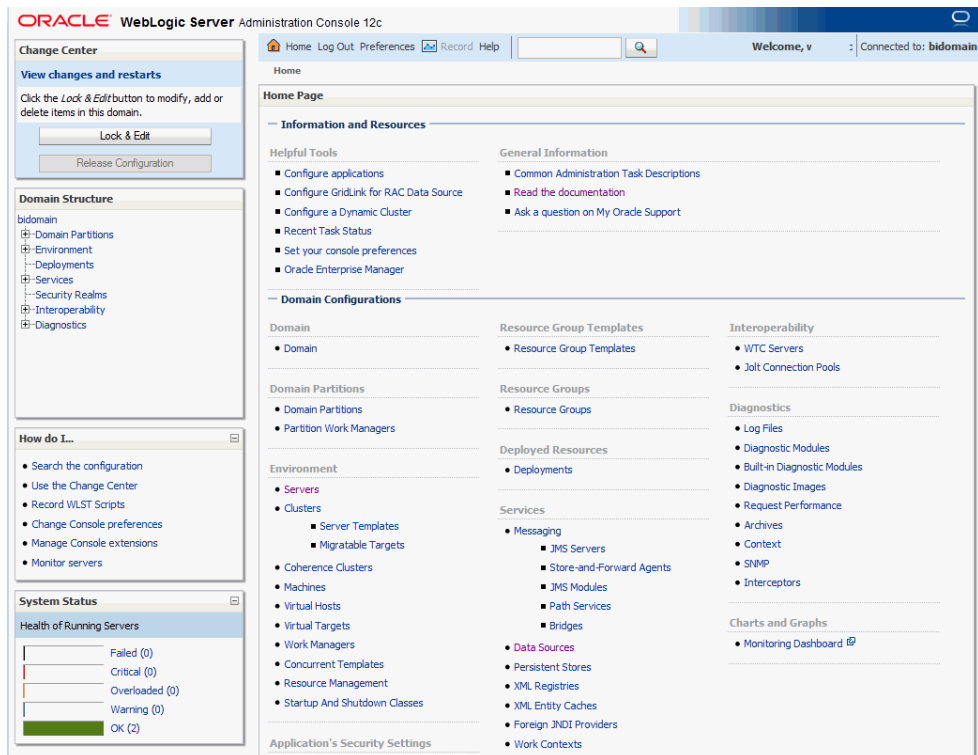 ORACLE WebLogic Server Administration Console 12c
Change Center
View changes and restarts
Click the Lock & Edit button to modify, add or
delete items in this domain.
Lock & Edit
Release Configuration
Domain Structure
bidomain
Domain Partitions
Environment
Deployments
Services
Security Realms
Interoperability
Diagnostics
How do I...
Search the configuration
Use the Change Center
Record WLST Scripts
Change Console preferences
Manage Console extensions
Monitor servers
System Status
Health of Running Servers
Failed (0)
Critical (0)
Overloaded (0)
Warning (0)
OK (2)
Home Log Out Preferences Record Help
Welcome, v : Connected to: bidomain
Home
Home Page
Information and Resources
Helpful Tools
Configure applications
Configure GridLink for RAC Data Source
Configure a Dynamic Cluster
Recent Task Status
Set your console preferences
Oracle Enterprise Manager
General Information
Common Administration Task Descriptions
Read the documentation
Ask a question on My Oracle Support
Domain Configurations
Domain
Domain
Domain Partitions
Domain Partitions
Partition Work Managers
Environment
Servers
Clusters
Server Templates
Migratable Targets
Coherence Clusters
Machines
Virtual Hosts
Virtual Targets
Work Managers
Concurrent Templates
Resource Management
Startup And Shutdown Classes
Application's Security Settings
Resource Group Templates
Resource Group Templates
Resource Groups
Resource Groups
Deployed Resources
Deployments
Services
Messaging
JMS Servers
Store-and-Forward Agents
JMS Modules
Path Services
Bridges
Data Sources
Persistent Stores
XML Registries
XML Entity Caches
Foreign JNDI Providers
Work Contexts
Interoperability
WTC Servers
Jolt Connection Pools
Diagnostics
Log Files
Diagnostic Modules
Built-in Diagnostic Modules
Diagnostic Images
Request Performance
Archives
Context
SNMP
Interceptors
Charts and Graphs
Monitoring Dashboard